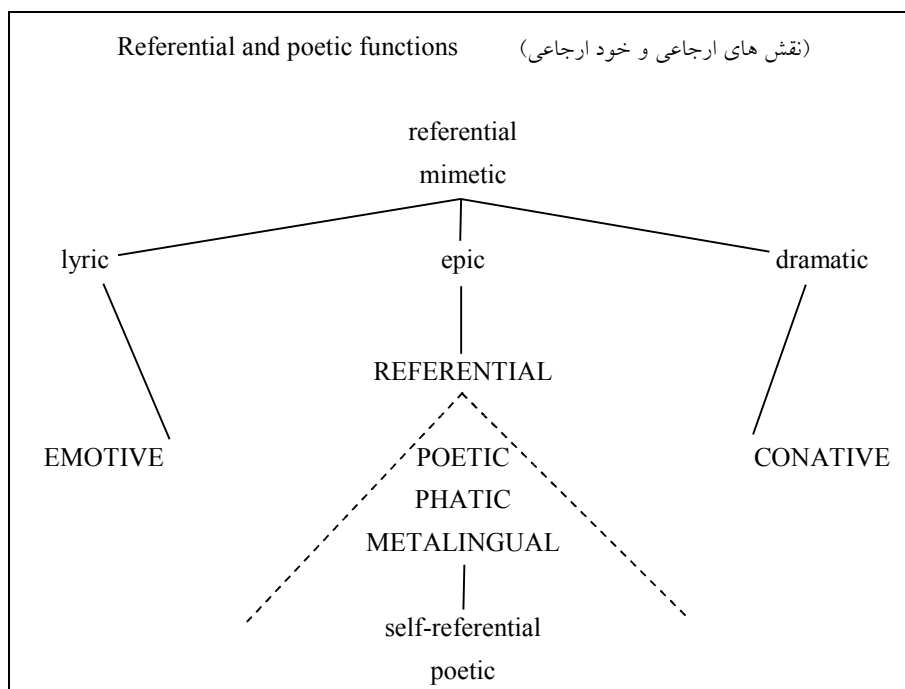 Referential and poetic functions (نقش های ارجاعی و خود ارجاعی)
referential
mimetic
lyric epic dramatic
REFERENTIAL
EMOTIVE POETIC CONATIVE
PHATIC
METALINGUAL
self-referential
poetic